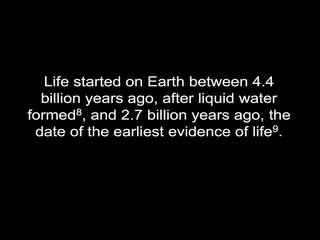 Life started on Earth between 4.4
billion years ago, after liquid water
formed⁸, and 2.7 billion years ago, the
date of the earliest evidence of life⁹.